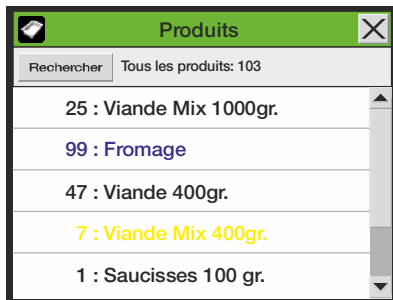 Produits
Rechercher Tous les produits: 103
25 : Viande Mix 1000gr.
99 : Fromage
47 : Viande 400gr.
7 : Viande Mix 400gr.
1 : Saucisses 100 gr.